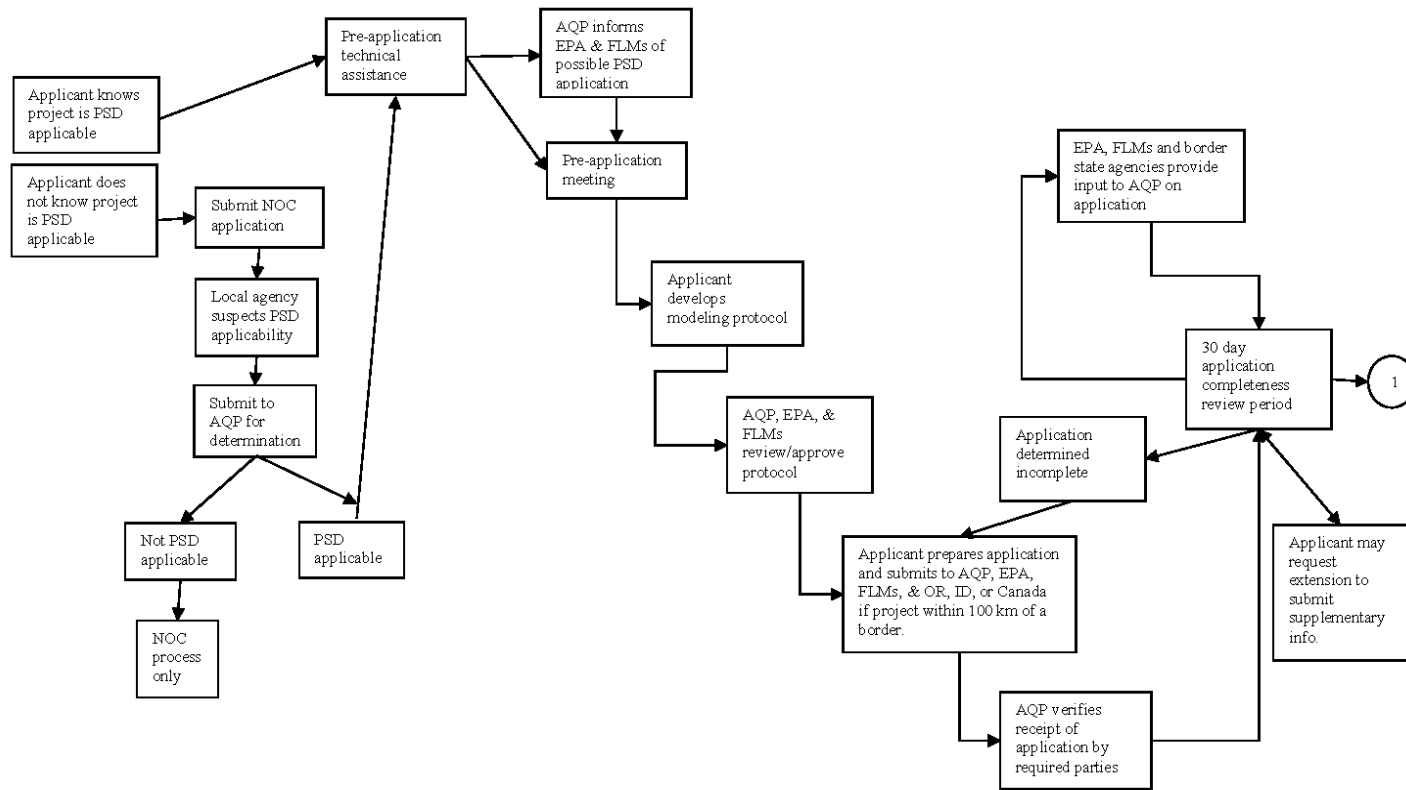 Applicant knows
project is PSD
applicable
Applicant does
not know project
is PSD
applicable
Submit NOC
application
Local agency
suspects PSD
applicability
Submit to
AQP for
determination
Not PSD
applicable
PSD
applicable
NOC
process
only
Pre-application
technical
assistance
AQP informs
EPA & FLMs of
possible PSD
application
Pre-application
meeting
Applicant
develops
modeling protocol
AQP, EPA, &
FLMs
review/approve
protocol
Applicant prepares application
and submits to AQP, EPA,
FLMs, & OR, ID, or Canada
if project within 100 km of a
border.
AQP verifies
receipt of
application by
required parties
Application
determined
incomplete
EPA, FLMs and border
state agencies provide
input to AQP on
application
30 day
application
completeness
review period
1
Applicant may
request
extension to
submit
supplementary
info.